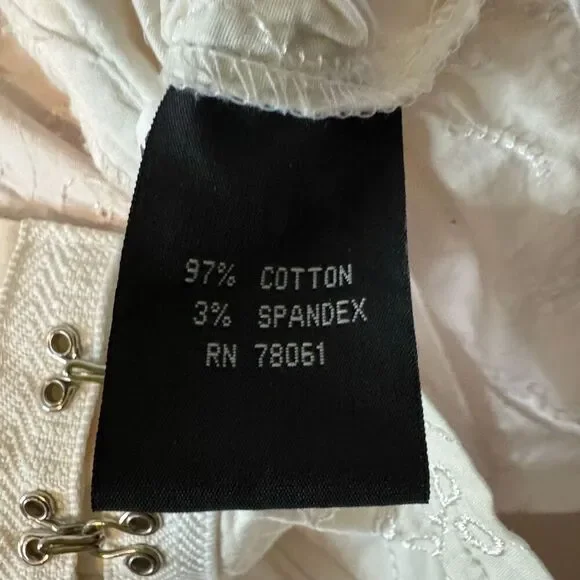 97% COTTON
3% SPANDEX
RN 78061